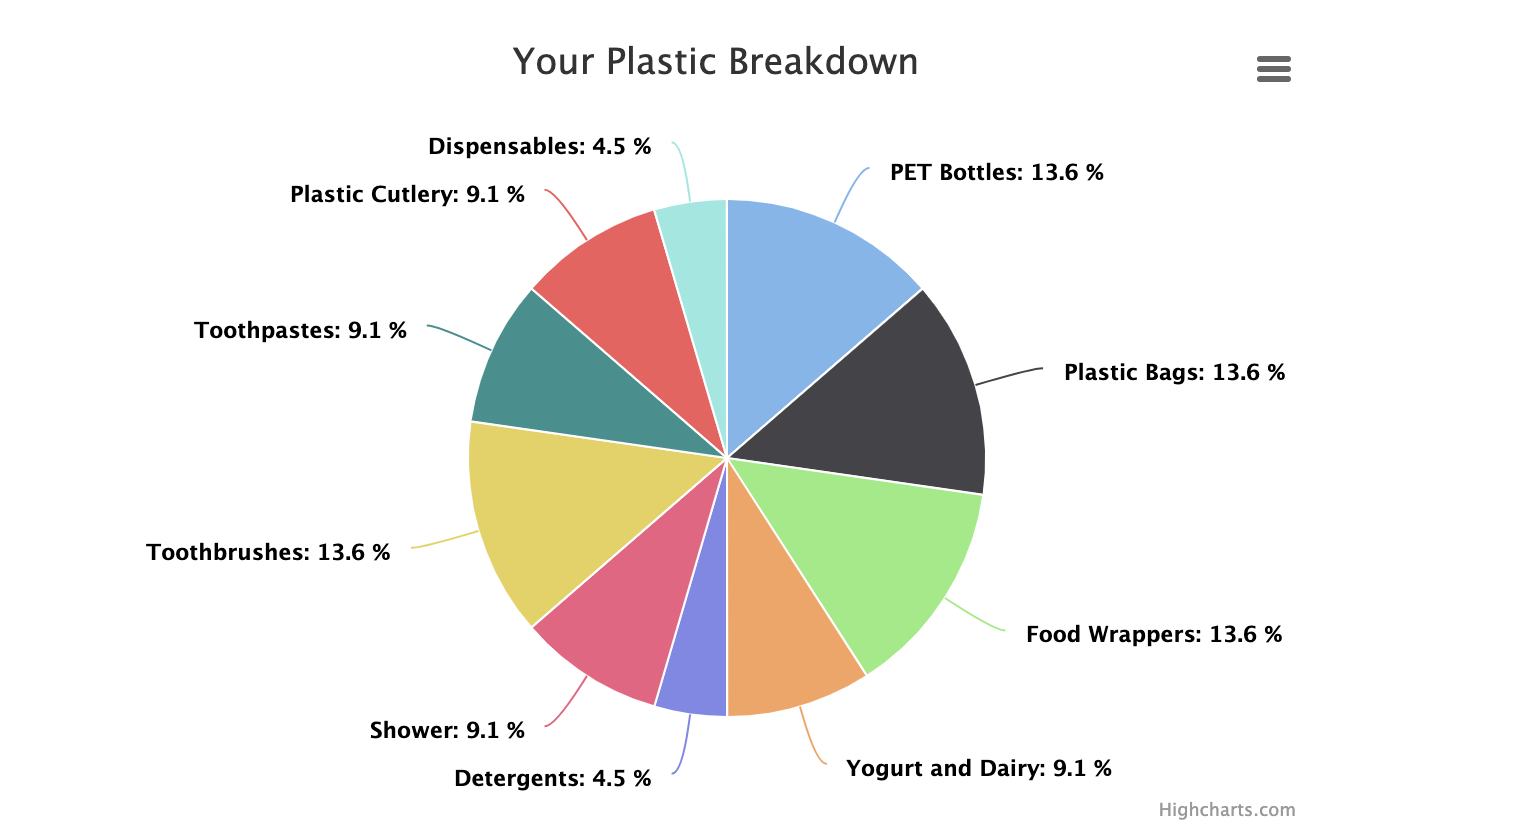 Your Plastic Breakdown
Dispensables: 4.5 %
PET Bottles: 13.6 %
Plastic Cutlery: 9.1 %
Toothpastes: 9.1 %
Plastic Bags: 13.6 %
Toothbrushes: 13.6 %
Food Wrappers: 13.6 %
Shower: 9.1 %
Yogurt and Dairy: 9.1 %
Detergents: 4.5 %
Highcharts.com